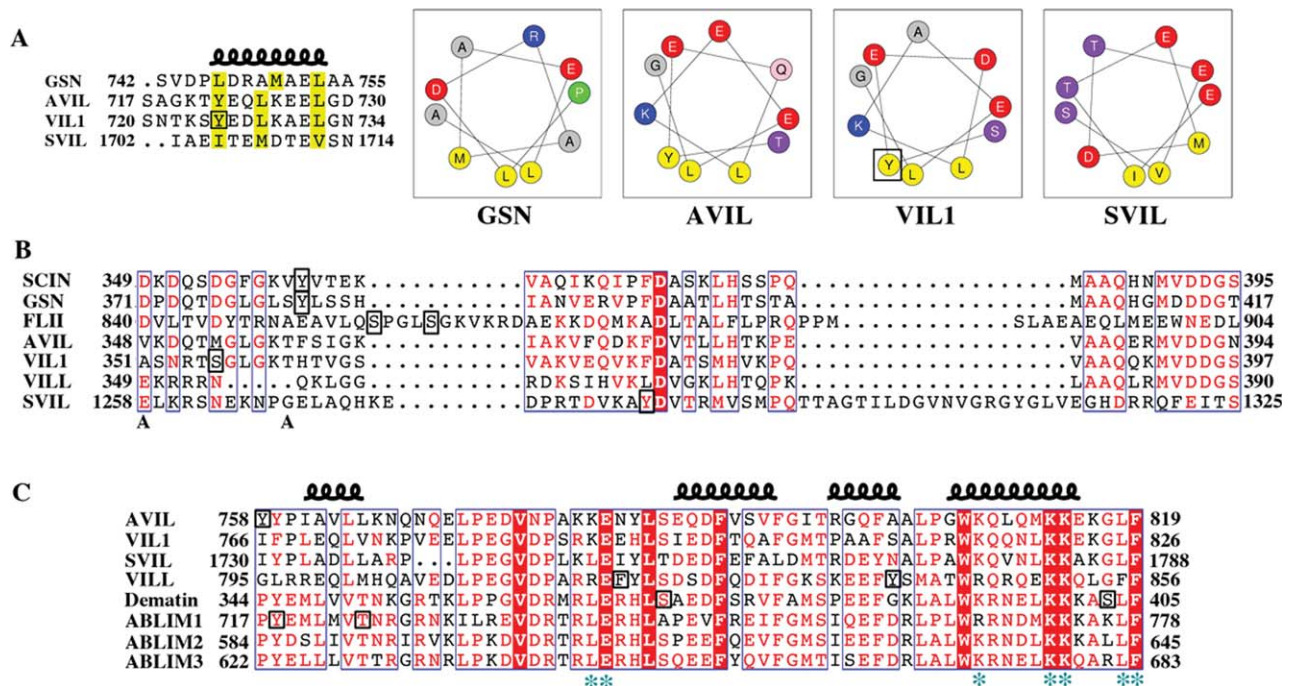 A
GSN 742 .SVDPLDRAMAELAA 755
AVIL 717 SAGKTYEQLKEELGD 730
VIL1 720 SNTKSYEDLKAELGN 734
SVIL 1702 ..IAEITEMDTEVSN 1714
A R E P A L L M A D
GSN
E E Q E T L L Y K G
AVIL
A D E S L L Y K G E
VIL1
T E E E M V I D S T
SVIL
B
SCIN 349 DKDQSDGFGKVYVTEK...........VAQIKQIPFDASKLHSSPQ...................MAAQHNMVDDGS 395
GSN 371 DPDQTDGLGLSYLSSH...........IANVERVPFDAATLHTSTA...................MAAQHGMDDDGT 417
FLII 840 DVLTVDYTRNAEAVLQSPGLSGKVKRDAEKKDQMKADLTALFLPRQPPM............SLAEAEQLMEEWNEDL 904
AVIL 348 VKDQTMGLGKTFSIGK...........IAKVFQDKFDVTLLHTKPE...................VAAQERMVDDGN 394
VIL1 351 ASNRTSGLGKTHTVGS...........VAKVEQVKFDATSMHVKPQ...................VAAQQKMVDDGS 397
VILL 349 EKRRRN.....QKLGG...........RDKSIHVKLDVGKLHTQPK...................LAAQLRMVDDGS 390
SVIL 1258 ELKRSNEKNPGELAQHKE.........DPRTDVKAYDVTRMVSMPQTTAGTILDGVNVGRGYGLVEGHDRRQFEITS 1325
A A
C
AVIL 758 YYPIAVLLKNQNQELPEDVNPAKKENYLSEQDFVSVFGITRGQFAALPGWKQLQMKKEKGLF 819
VIL1 766 IFPLEQLVNKPVEELPEGVDPSRKEEHLSIEDFTQAFGMTPAAFSALPRWKQQNLKKEKGLF 826
SVIL 1730 IYPLADLLARP...LPEGVDPLKLEIYLTDEDFEFALDMTRDEYNALPAWKQVNLKKAKGLF 1788
VILL 795 GLRREQLMHQAVEDLPEGVDPARREFYLSDSDFQDIFGKSKEEFYSMATWRQRQEKKQLGFF 856
Dematin 344 PYEMLVVTNKGRTKLPPGVDRMRLERHLSAEDFSRVFAMSPEEFGKLALWKRNELKKKASLF 405
ABLIM1 717 PYEMLMVTNRGRNKILREVDRTRLERHLAPEVFREIFGMTIQEFDRLPLWRRNDMKKKAKLF 778
ABLIM2 584 PYDSLIVTNRIRVKLPKDVDRTRLERHLSPEEFQEVFGMSIEEFDRLALWKRNDLKKKALLF 645
ABLIM3 622 PYELLLVTTRGRNRLPKDVDRTRLERHLSQEEFYQVFGMTISEFDRLALWKRNELKKQARLF 683
** * ** **